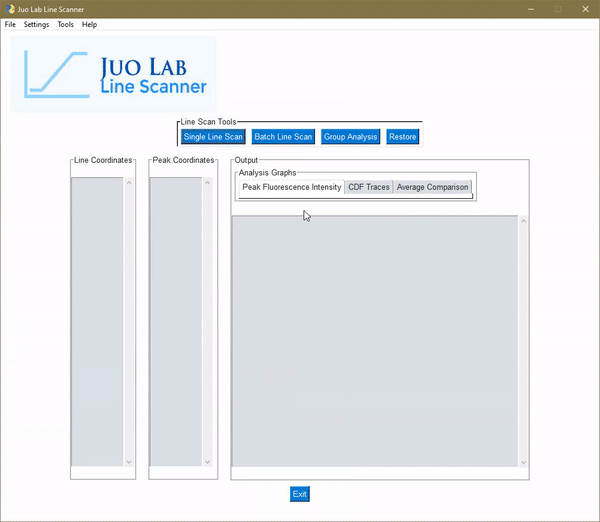 Juo Lab Line Scanner
File Settings Tools Help
Juo Lab
Line Scanner
Line Scan Tools
Single Line Scan Batch Line Scan Group Analysis Restore
Line Coordinates Peak Coordinates Output
Analysis Graphs
Peak Fluorescence Intensity CDF Traces Average Comparison
Exit